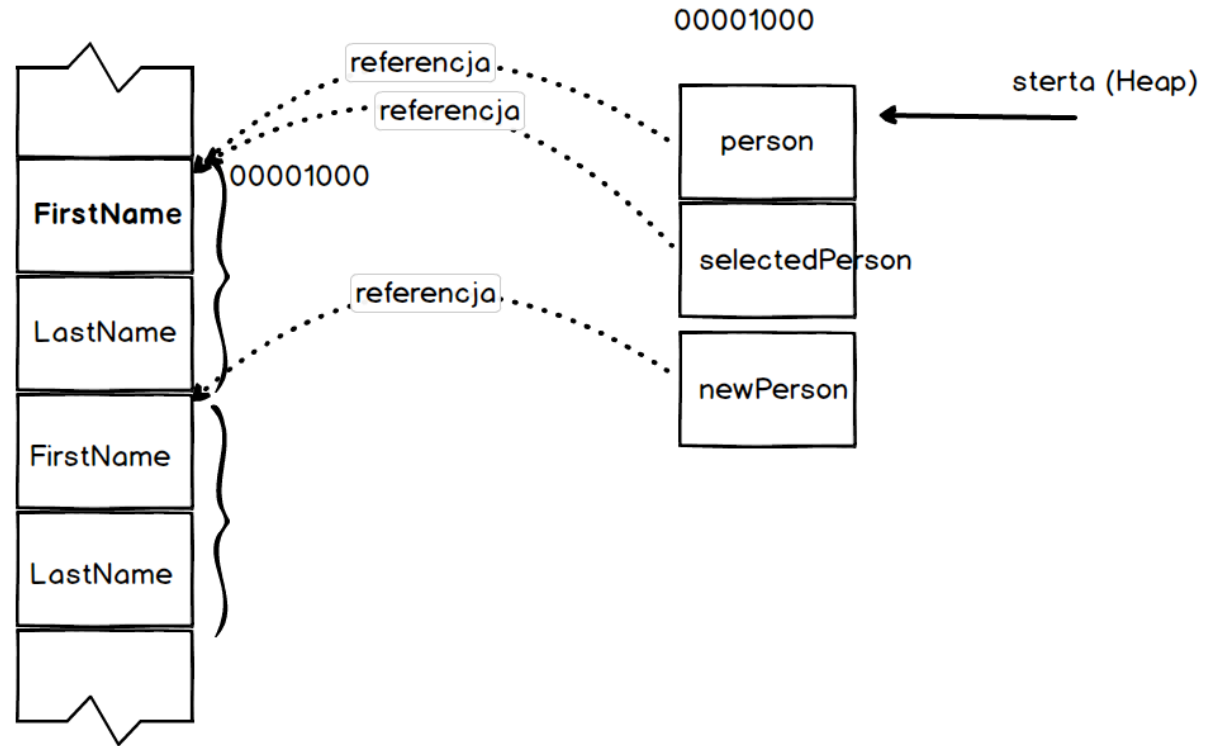 00001000
referencja
sterta (Heap)
referencja
person
00001000
FirstName
selectedPerson
referencja
LastName
newPerson
FirstName
LastName